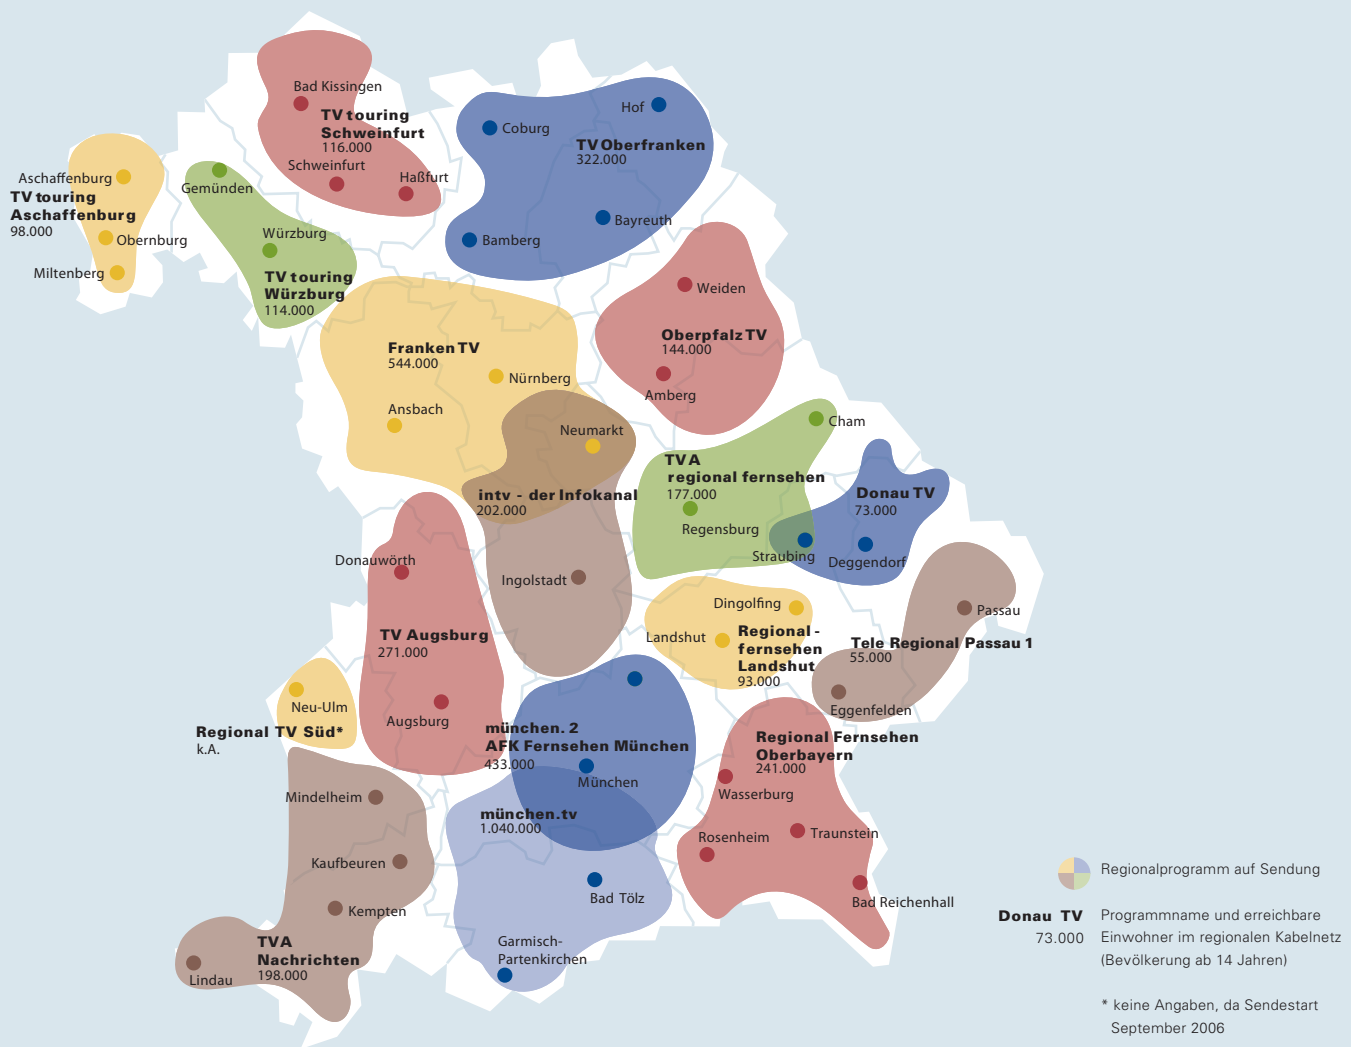 Bad Kissingen
TV touring
Schweinfurt
116.000
Schweinfurt
Haßfurt
Coburg
Hof
TV Oberfranken
322.000
Bayreuth
Bamberg
Aschaffenburg
TV touring
Aschaffenburg
98.000
Obernburg
Miltenberg
Gemünden
Würzburg
TV touring
Würzburg
114.000
Weiden
Oberpfalz TV
144.000
Amberg
Franken TV
544.000
Nürnberg
Ansbach
Neumarkt
Cham
TVA
regional fernsehen
177.000
Regensburg
Straubing
Donau TV
73.000
Deggendorf
intv - der Infokanal
202.000
Ingolstadt
Donauwörth
TV Augsburg
271.000
Augsburg
Dingolfing
Landshut
Regional-
fernsehen
Landshut
93.000
Passau
Tele Regional Passau 1
55.000
Eggenfelden
Neu-Ulm
Regional TV Süd*
k.A.
münchen. 2
AFK Fernsehen München
433.000
München
münchen.tv
1.040.000
Bad Tölz
Garmisch-
Partenkirchen
Regional Fernsehen
Oberbayern
241.000
Wasserburg
Rosenheim
Traunstein
Bad Reichenhall
Mindelheim
Kaufbeuren
Kempten
TVA
Nachrichten
198.000
Lindau
Regionalprogramm auf Sendung
Donau TV
73.000
Programmname und erreichbare
Einwohner im regionalen Kabelnetz
(Bevölkerung ab 14 Jahren)
* keine Angaben, da Sendestart
September 2006